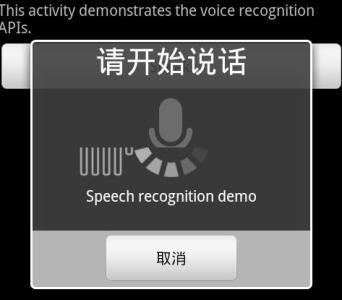 This activity demonstrates the voice recognition
APIs.
请开始说话
Speech recognition demo
取消